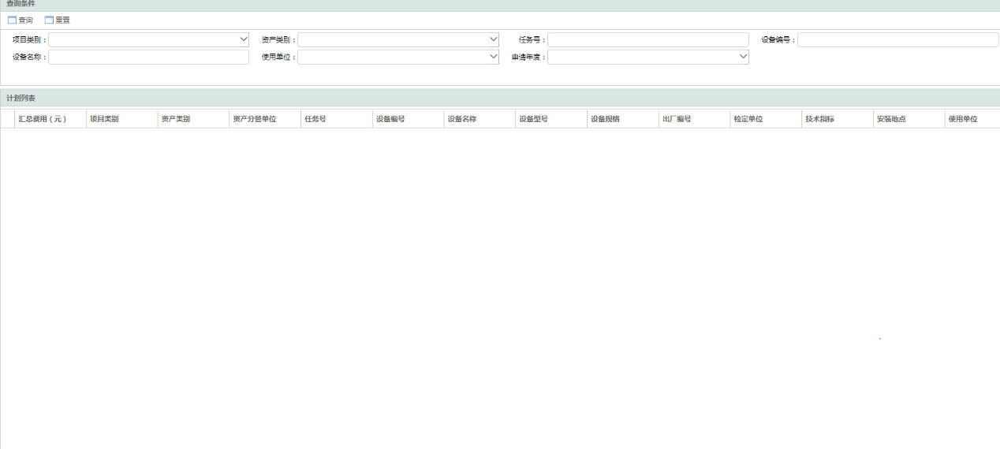 查询条件
查询 重置
项目类别： 资产类别： 任务号： 设备编号：
设备名称： 使用单位： 申请年度：
计划列表
汇总费用（元） 项目类别 资产类别 资产分管单位 任务号 设备编号 设备名称 设备型号 设备规格 出厂编号 检定单位 技术指标 安装地点 使用单位